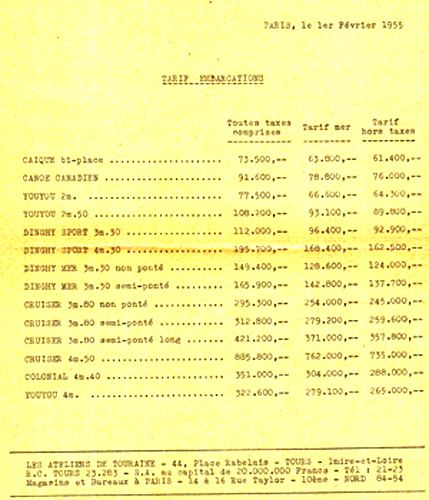 PARIS, le 1er Février 1955
TARIF EMBARCATIONS
Toutes taxes comprises Tarif mer Tarif hors taxes
CAIQUE bi-place ...................... 73.500,-- 63.800,-- 61.400,--
CANOE CANADIEN ...................... 91.600,-- 78.800,-- 76.000,--
YOUYOU 2m. ...................... 77.500,-- 66.600,-- 64.300,--
YOUYOU 2m.50 ...................... 108.200,-- 93.100,-- 89.800,--
DINGHY SPORT 3m.30 .................. 112.000,-- 96.400,-- 92.900,--
DINGHY SPORT 4m.30 .................. 195.700,-- 168.400,-- 162.500,--
DINGHY MER 3m.30 non ponté .......... 149.400,-- 128.600,-- 124.000,--
DINGHY MER 3m.30 semi-ponté ......... 165.900,-- 142.800,-- 137.700,--
CRUISER 3m.80 non ponté ............. 295.300,-- 254.000,-- 245.000,--
CRUISER 3m.80 semi-ponté ............ 312.800,-- 279.200,-- 259.600,--
CRUISER 3m.80 semi-ponté long ....... 421.200,-- 371.000,-- 357.800,--
CRUISER 4m.50 ....................... 885.800,-- 762.000,-- 735.000,--
COLONIAL 4m.40 ...................... 351.000,-- 304.000,-- 288.000,--
YOUYOU 4m. ...................... 322.600,-- 279.100,-- 265.000,--
LES ATELIERS DE TOURAINE - 44, Place Rabelais - TOURS - Indre-et-Loire
R.C. TOURS 23.283 - S.A. au capital de 20.000.000 Francs - Tél : 21-23
Magasins et Bureaux à PARIS - 14 à 16 Rue Taylor - 10ème - NORD 84-54